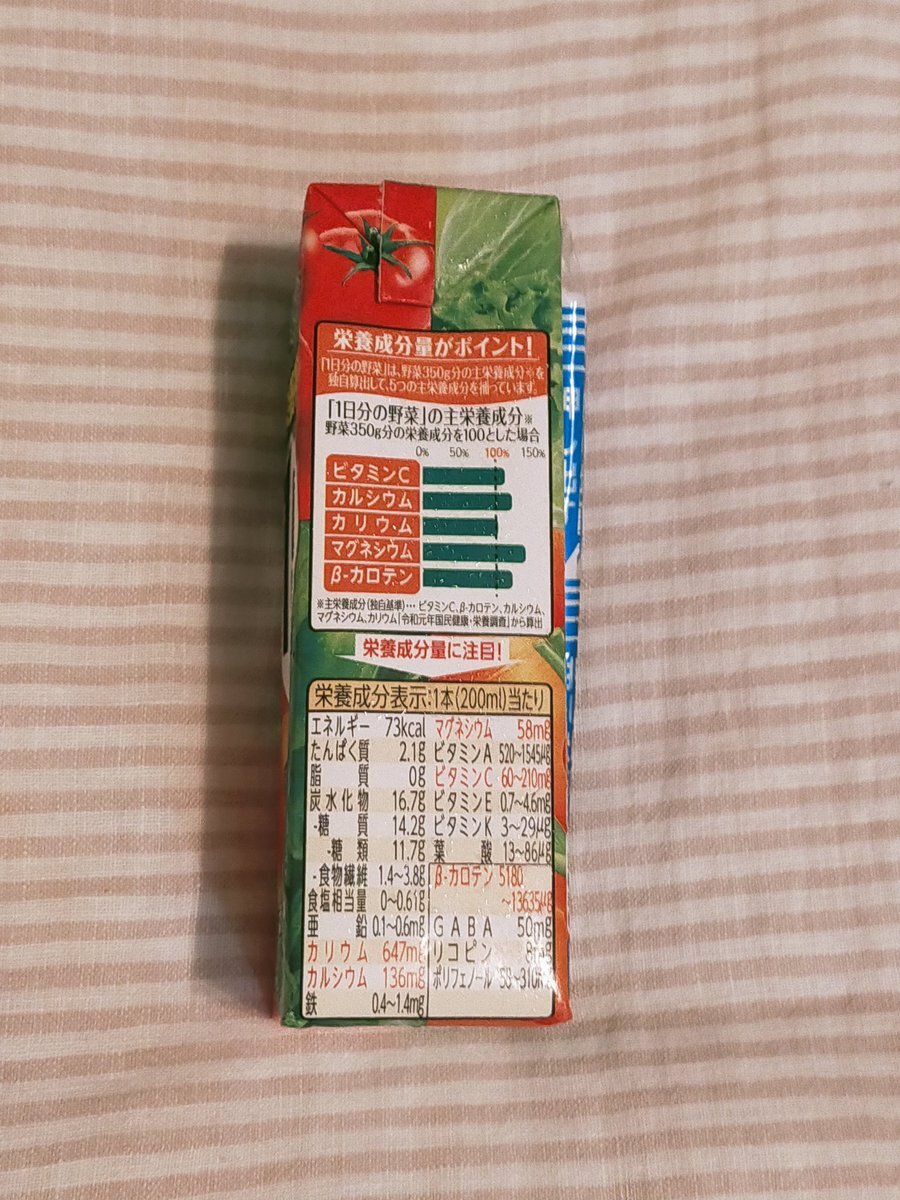 栄養成分量がポイント!
「1日分の野菜」は、野菜350g分の主栄養成分※を
独自算出して、5つの主栄養成分を補っています。
「1日分の野菜」の主栄養成分※
野菜350g分の栄養成分を100とした場合
0% 50% 100% 150%
ビタミンC
カルシウム
カリウム
マグネシウム
β-カロテン
※主栄養成分(独自基準)… ビタミンC、β-カロテン、カルシウム、
マグネシウム、カリウム「令和元年国民健康・栄養調査」から算出
栄養成分量に注目!
栄養成分表示:1本(200ml)当たり
エネルギー 73kcal
たんぱく質 2.1g
脂質 0g
炭水化物 16.7g
-糖質 14.2g
-糖類 11.7g
-食物繊維 1.4~3.8g
食塩相当量 0~0.61g
亜鉛 0.1~0.6mg
カリウム 647mg
カルシウム 136mg
鉄 0.4~1.4mg
マグネシウム 58mg
ビタミンA 520~1545μg
ビタミンC 60~210mg
ビタミンE 0.7~4.6mg
ビタミンK 3~29μg
葉酸 13~86μg
β-カロテン 5180
~13635μg
GABA 50mg
リコピン 8mg
ポリフェノール